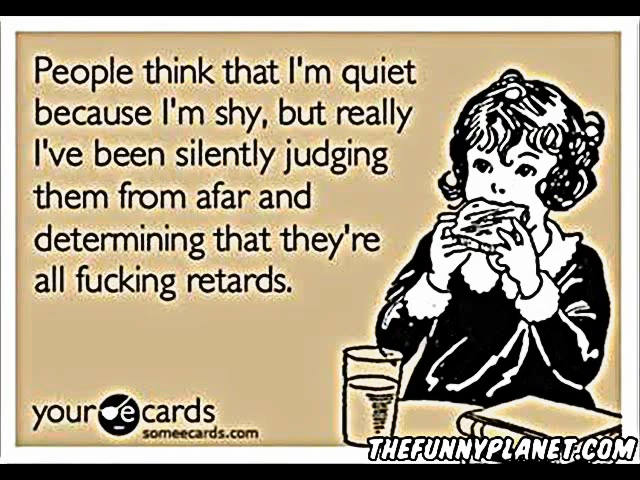 People think that I'm quiet
because I'm shy, but really
I've been silently judging
them from afar and
determining that they're
all fucking retards.
your e cards
someecards.com
THEFUNNYPLANET.COM